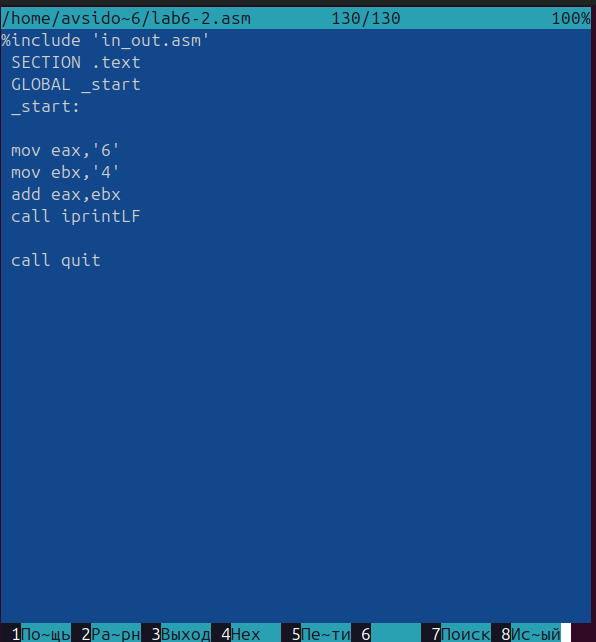 /home/avsido~6/lab6-2.asm 130/130 100%
%include 'in_out.asm'
SECTION .text
GLOBAL _start
_start:
mov eax,'6'
mov ebx,'4'
add eax,ebx
call iprintLF
call quit
1По~щь 2Ра~рн 3Выход 4Hex 5Пе~ти 6 7Поиск 8Ис~ый